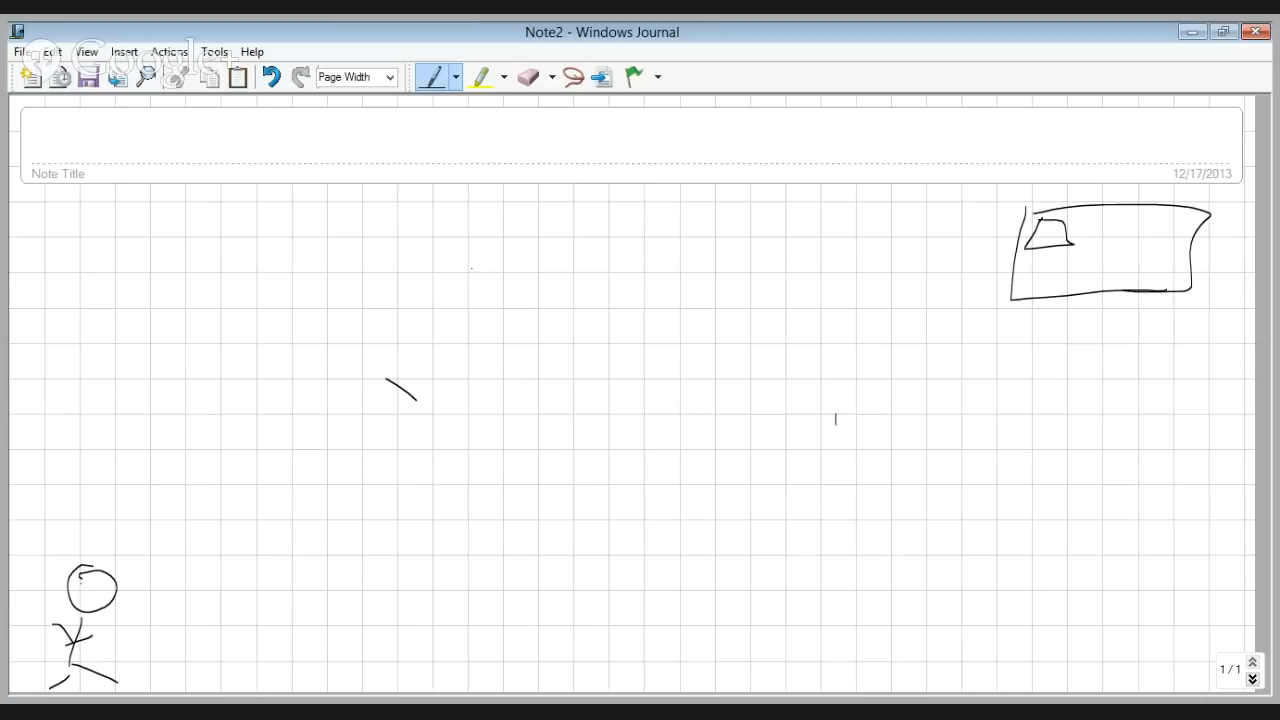 Note2 - Windows Journal
File Edit View Insert Actions Tools Help
Google+
Page Width
Note Title
12/17/2013
1 / 1